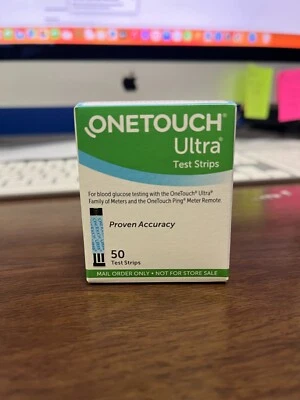 ONETOUCH®
Ultra®
Test Strips
For blood glucose testing with the OneTouch® Ultra®
Family of Meters and the OneTouch Ping® Meter Remote
Proven Accuracy
50
Test Strips
MAIL ORDER ONLY • NOT FOR STORE SALE